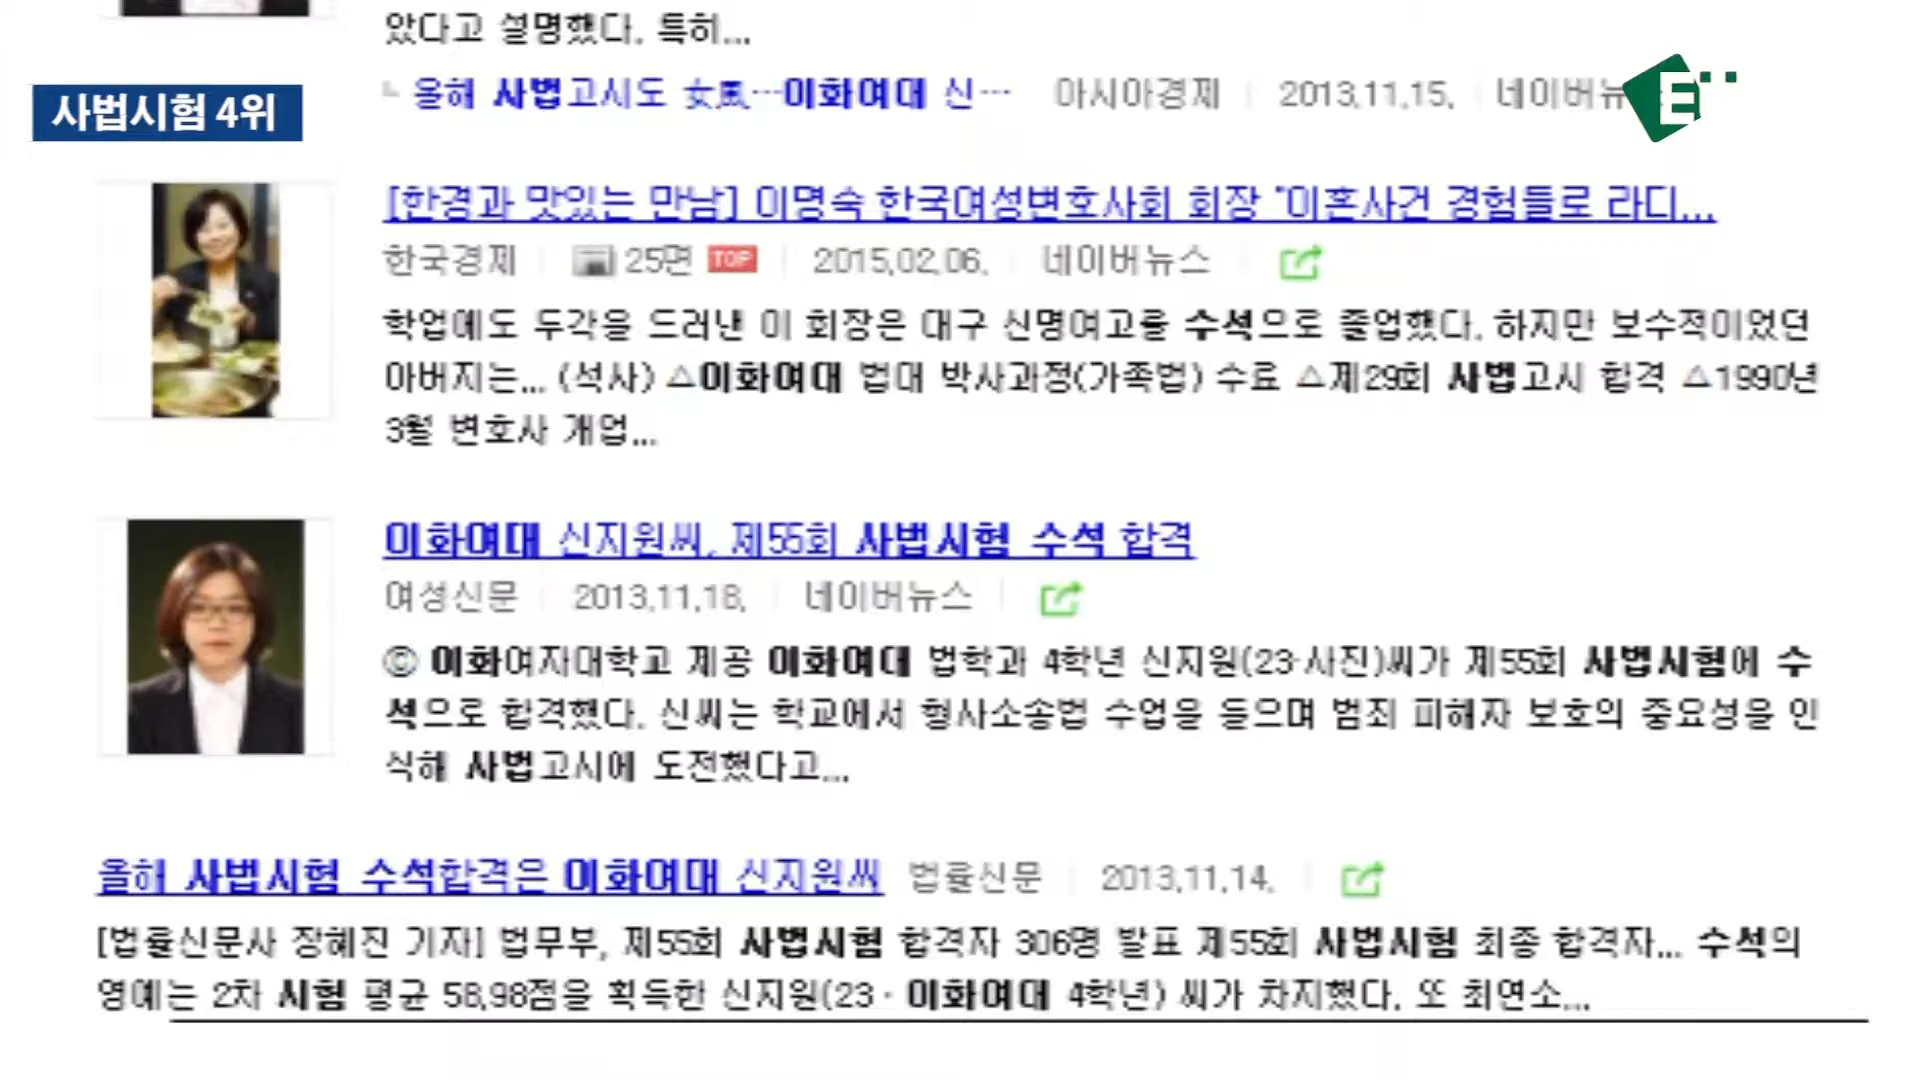 았다고 설명했다. 특히...
올해 사법고시도 女風…이화여대 신… 아시아경제 2013.11.15. 네이버뉴
사법시험 4위
E
[한경과 맛있는 만남] 이명숙 한국여성변호사회 회장 "이혼사건 경험들로 라디...
한국경제 25면 TOP 2015.02.06. 네이버뉴스
학업에도 두각을 드러낸 이 회장은 대구 신명여고를 수석으로 졸업했다. 하지만 보수적이었던
아버지는... (석사) △이화여대 법대 박사과정(가족법) 수료 △제29회 사법고시 합격 △1990년
3월 변호사 개업...
이화여대 신지원씨, 제55회 사법시험 수석 합격
여성신문 2013.11.18. 네이버뉴스
ⓒ 이화여자대학교 제공 이화여대 법학과 4학년 신지원(23·사진)씨가 제55회 사법시험에 수
석으로 합격했다. 신씨는 학교에서 형사소송법 수업을 들으며 범죄 피해자 보호의 중요성을 인
식해 사법고시에 도전했다고...
올해 사법시험 수석합격은 이화여대 신지원씨 법률신문 2013.11.14.
[법률신문사 장혜진 기자] 법무부, 제55회 사법시험 합격자 306명 발표 제55회 사법시험 최종 합격자... 수석의
영예는 2차 시험 평균 58.98점을 획득한 신지원(23 · 이화여대 4학년) 씨가 차지했다. 또 최연소...